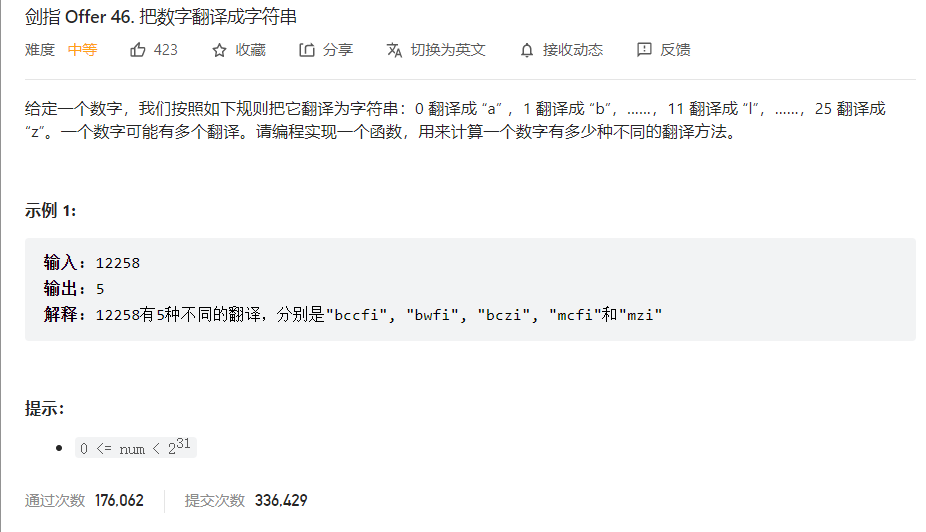 剑指 Offer 46. 把数字翻译成字符串
难度 中等 423 收藏 分享 切换为英文 接收动态 反馈
给定一个数字，我们按照如下规则把它翻译为字符串：0 翻译成 “a” ，1 翻译成 “b”，……，11 翻译成 “l”，……，25 翻译成
“z”。一个数字可能有多个翻译。请编程实现一个函数，用来计算一个数字有多少种不同的翻译方法。
示例 1:
输入: 12258
输出: 5
解释: 12258有5种不同的翻译，分别是"bccfi", "bwfi", "bczi", "mcfi"和"mzi"
提示：
0 <= num < 2^31
通过次数 176,062 提交次数 336,429